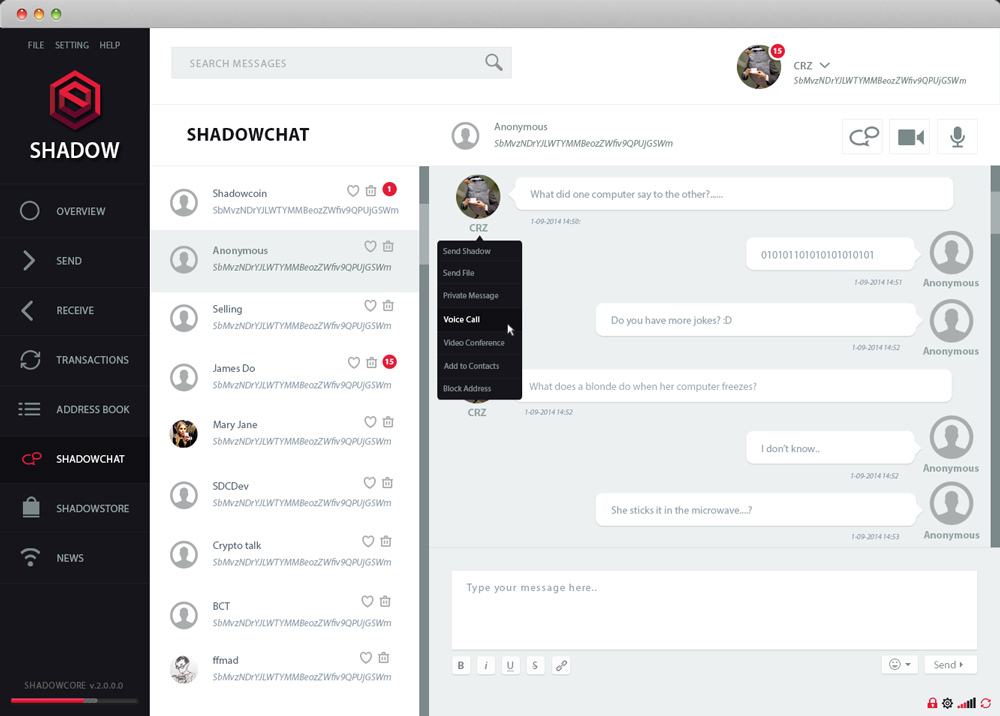 FILE SETTING HELP
SHADOW
OVERVIEW
SEND
RECEIVE
TRANSACTIONS
ADDRESS BOOK
SHADOWCHAT
SHADOWSTORE
NEWS
SHADOWCORE v.2.0.0.0
SEARCH MESSAGES
15
CRZ
SbMvzNDrYJLWTYMMBeozZWfiv9QPUjGSWm
SHADOWCHAT
Shadowcoin
1
SbMvzNDrYJLWTYMMBeozZWfiv9QPUjGSWm
Anonymous
SbMvzNDrYJLWTYMMBeozZWfiv9QPUjGSWm
Selling
SbMvzNDrYJLWTYMMBeozZWfiv9QPUjGSWm
James Do
15
SbMvzNDrYJLWTYMMBeozZWfiv9QPUjGSWm
Mary Jane
SbMvzNDrYJLWTYMMBeozZWfiv9QPUjGSWm
SDCDev
SbMvzNDrYJLWTYMMBeozZWfiv9QPUjGSWm
Crypto talk
SbMvzNDrYJLWTYMMBeozZWfiv9QPUjGSWm
BCT
SbMvzNDrYJLWTYMMBeozZWfiv9QPUjGSWm
ffmad
SbMvzNDrYJLWTYMMBeozZWfiv9QPUjGSWm
Anonymous
SbMvzNDrYJLWTYMMBeozZWfiv9QPUjGSWm
What did one computer say to the other?.....
CRZ
1-09-2014 14:50:
Send Shadow
Send File
Private Message
Voice Call
Video Conference
Add to Contacts
Block Address
010101101010101010101
1-09-2014 14:51
Anonymous
Do you have more jokes? :D
1-09-2014 14:52
Anonymous
What does a blonde do when her computer freezes?
CRZ
1-09-2014 14:52
I don't know..
1-09-2014 14:52
Anonymous
She sticks it in the microwave....?
1-09-2014 14:53
Anonymous
Type your message here..
B i U S
Send